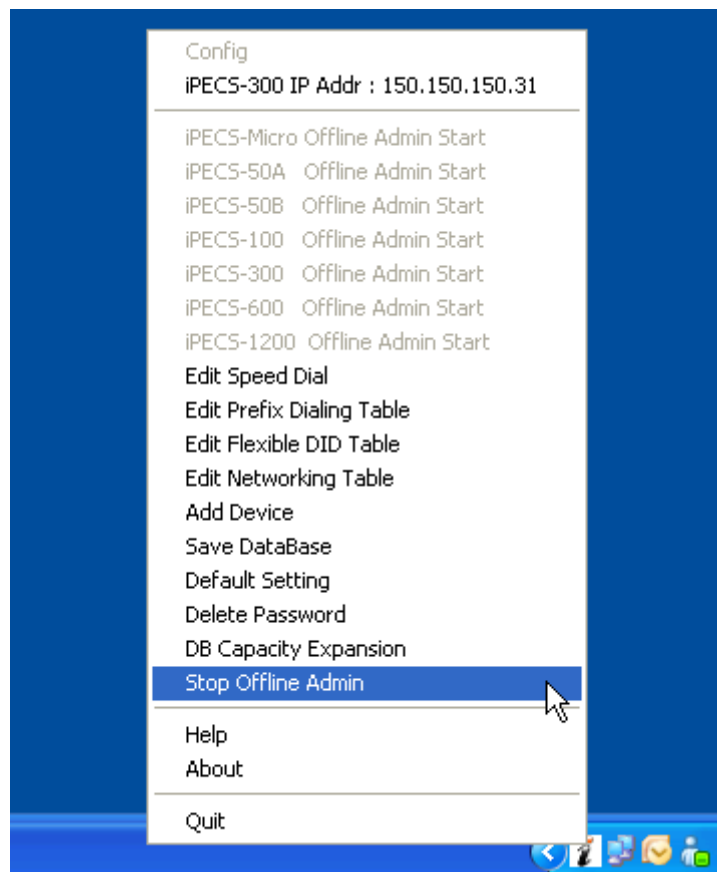 Config
iPECS-300 IP Addr : 150.150.150.31
iPECS-Micro Offline Admin Start
iPECS-50A Offline Admin Start
iPECS-50B Offline Admin Start
iPECS-100 Offline Admin Start
iPECS-300 Offline Admin Start
iPECS-600 Offline Admin Start
iPECS-1200 Offline Admin Start
Edit Speed Dial
Edit Prefix Dialing Table
Edit Flexible DID Table
Edit Networking Table
Add Device
Save DataBase
Default Setting
Delete Password
DB Capacity Expansion
Stop Offline Admin
Help
About
Quit